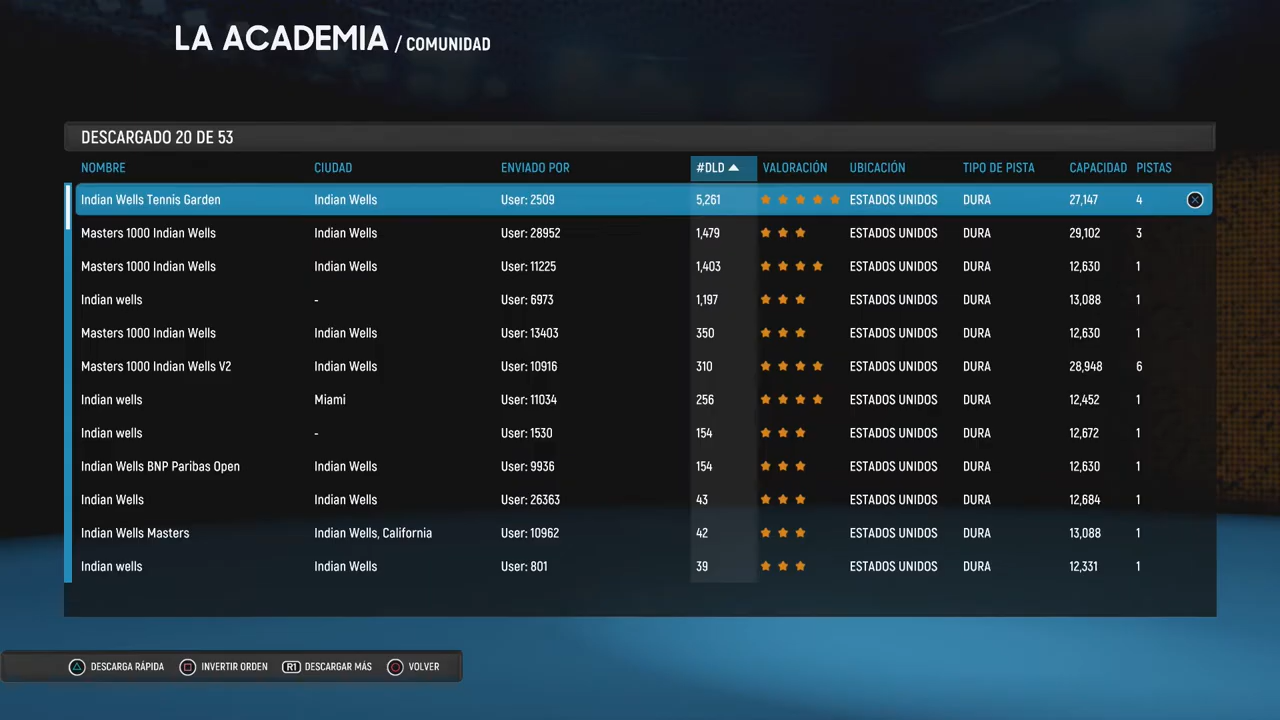 LA ACADEMIA / COMUNIDAD
DESCARGADO 20 DE 53
NOMBRE CIUDAD ENVIADO POR #DLD VALORACIÓN UBICACIÓN TIPO DE PISTA CAPACIDAD PISTAS
Indian Wells Tennis Garden Indian Wells User: 2509 5,261 ESTADOS UNIDOS DURA 27,147 4
Masters 1000 Indian Wells Indian Wells User: 28952 1,479 ESTADOS UNIDOS DURA 29,102 3
Masters 1000 Indian Wells Indian Wells User: 11225 1,403 ESTADOS UNIDOS DURA 12,630 1
Indian wells - User: 6973 1,197 ESTADOS UNIDOS DURA 13,088 1
Masters 1000 Indian Wells Indian Wells User: 13403 350 ESTADOS UNIDOS DURA 12,630 1
Masters 1000 Indian Wells V2 Indian Wells User: 10916 310 ESTADOS UNIDOS DURA 28,948 6
Indian wells Miami User: 11034 256 ESTADOS UNIDOS DURA 12,452 1
Indian wells - User: 1530 154 ESTADOS UNIDOS DURA 12,672 1
Indian Wells BNP Paribas Open Indian Wells User: 9936 154 ESTADOS UNIDOS DURA 12,630 1
Indian Wells Indian Wells User: 26363 43 ESTADOS UNIDOS DURA 12,684 1
Indian Wells Masters Indian Wells, California User: 10962 42 ESTADOS UNIDOS DURA 13,088 1
Indian wells Indian Wells User: 801 39 ESTADOS UNIDOS DURA 12,331 1
DESCARGA RÁPIDA INVERTIR ORDEN R1 DESCARGAR MÁS VOLVER